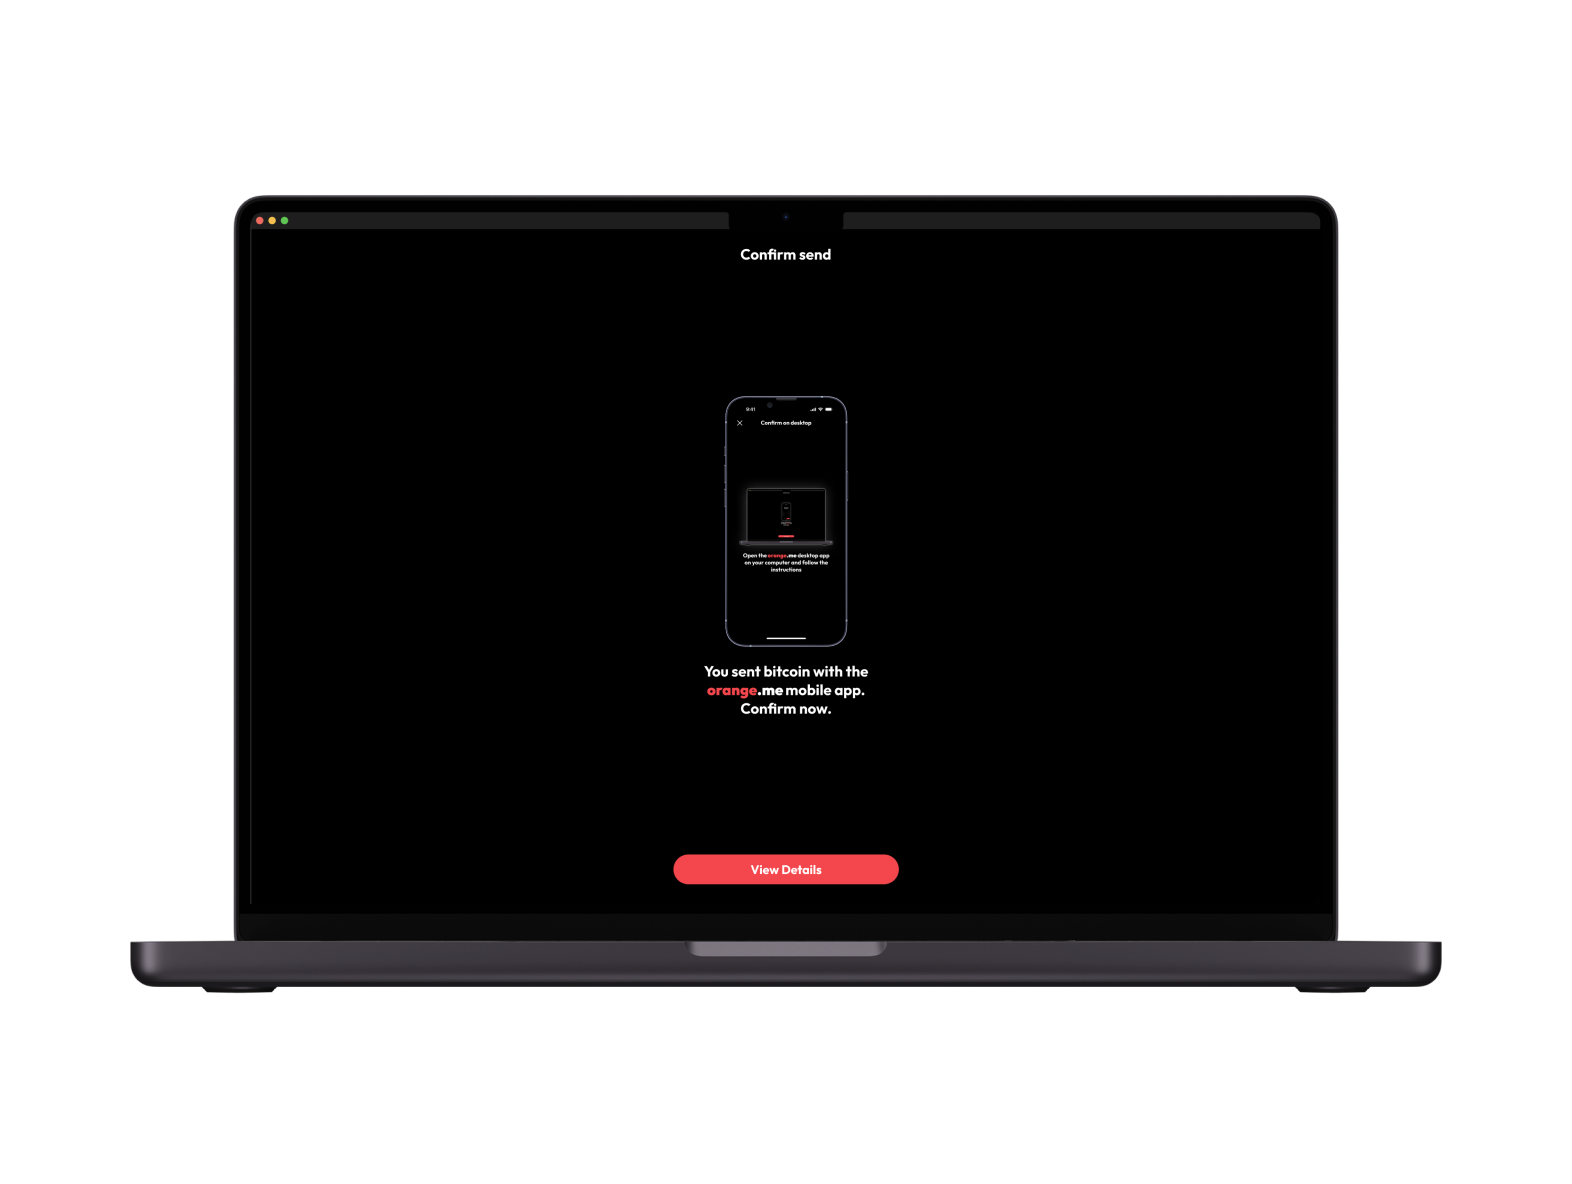 Confirm send
9:41
Confirm on desktop
Open the orange.me desktop app
on your computer and follow the
instructions
You sent bitcoin with the
orange.me mobile app.
Confirm now.
View Details